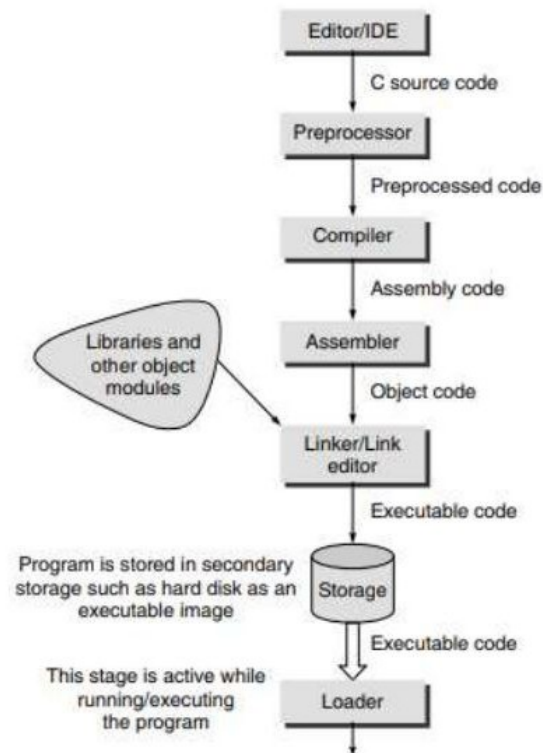 Editor/IDE
C source code
Preprocessor
Preprocessed code
Compiler
Assembly code
Libraries and
other object
modules
Assembler
Object code
Linker/Link
editor
Executable code
Program is stored in secondary
storage such as hard disk as an
executable image
Storage
Executable code
This stage is active while
running/executing
the program
Loader